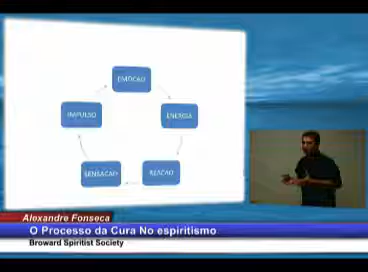 EMOCAO
ENERGIA
REACAO
SENSACAO
IMPULSO
Alexandre Fonseca
O Processo da Cura No espiritismo
Broward Spiritist Society